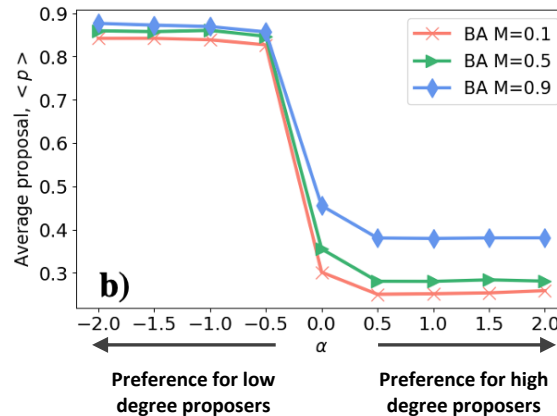 0.9
0.8
0.7
0.6
0.5
0.4
0.3
Average proposal, < p >
BA M=0.1
BA M=0.5
BA M=0.9
b)
−2.0 −1.5 −1.0 −0.5 0.0 0.5 1.0 1.5 2.0
α
Preference for low Preference for high
degree proposers degree proposers